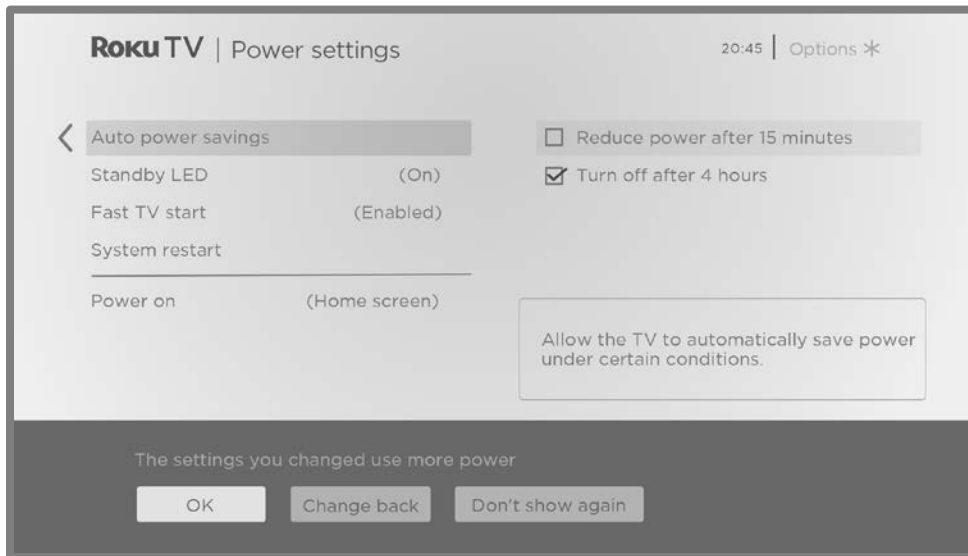 Roku TV | Power settings
20:45 | Options
Auto power savings
Standby LED (On)
Fast TV start (Enabled)
System restart
Power on (Home screen)
Reduce power after 15 minutes
Turn off after 4 hours
Allow the TV to automatically save power
under certain conditions.
The settings you changed use more power
OK
Change back
Don't show again